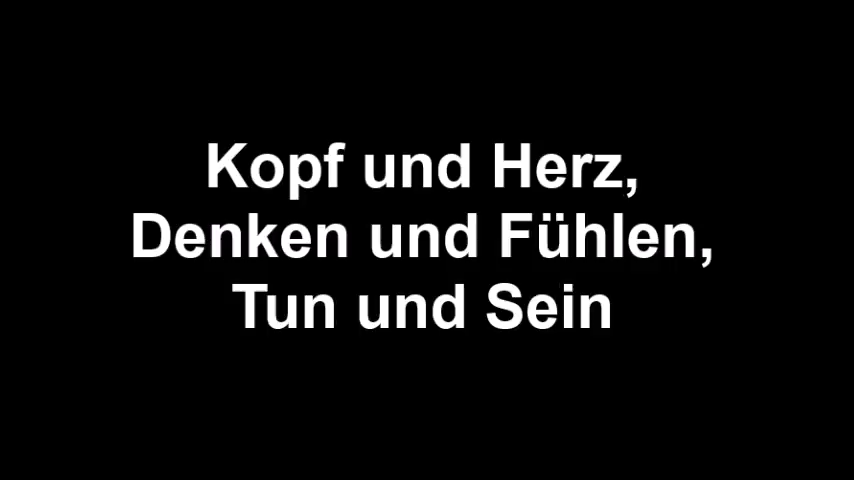 Kopf und Herz,
Denken und Fühlen,
Tun und Sein